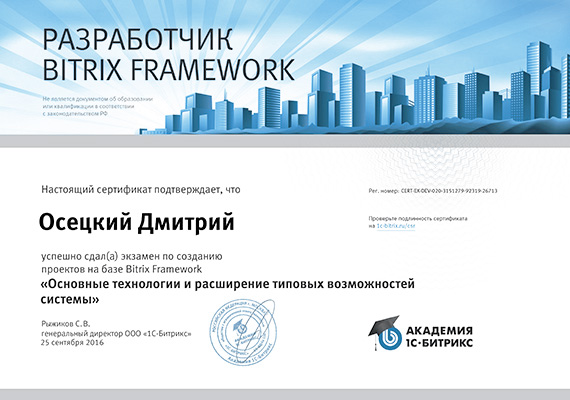 РАЗРАБОТЧИК
BITRIX FRAMEWORK
Не является документом об образовании
или квалификации в соответствии
с законодательством РФ
Настоящий сертификат подтверждает, что
Рег. номер: CERT-EX-DEV-020-3151279-92319-26713
Осецкий Дмитрий
Проверьте подлинность сертификата
на 1c-bitrix.ru/cer
успешно сдал(а) экзамен по созданию
проектов на базе Bitrix Framework
«Основные технологии и расширение типовых возможностей
системы»
Рыжиков С.В.
генеральный директор ООО «1С-Битрикс»
25 сентября 2016
АКАДЕМИЯ
1С-БИТРИКС